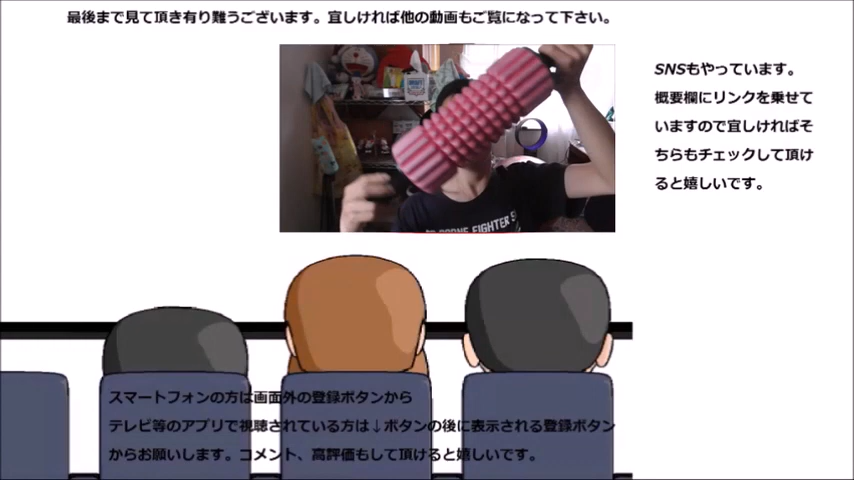 最後まで見て頂き有り難うございます。宜しければ他の動画もご覧になって下さい。
SNSもやっています。
概要欄にリンクを乗せて
いますので宜しければそ
ちらもチェックして頂け
ると嬉しいです。
FIGHTER
スマートフォンの方は画面外の登録ボタンから
テレビ等のアプリで視聴されている方は↓ボタンの後に表示される登録ボタン
からお願いします。コメント、高評価もして頂けると嬉しいです。